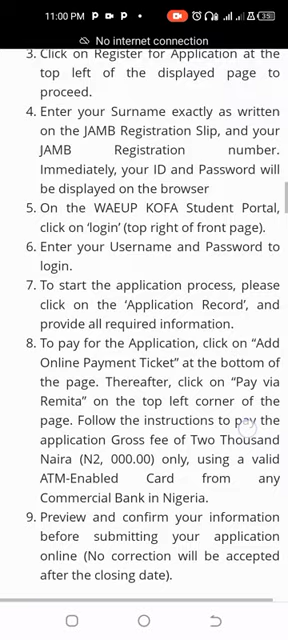 11:00 PM P P •
35
No internet connection
3. Click on Register for Application at the
top left of the displayed page to
proceed.
4. Enter your Surname exactly as written
on the JAMB Registration Slip, and your
JAMB Registration number.
Immediately, your ID and Password will
be displayed on the browser
5. On the WAEUP KOFA Student Portal,
click on ‘login’ (top right of front page).
6. Enter your Username and Password to
login.
7. To start the application process, please
click on the ‘Application Record’, and
provide all required information.
8. To pay for the Application, click on “Add
Online Payment Ticket” at the bottom of
the page. Thereafter, click on “Pay via
Remita” on the top left corner of the
page. Follow the instructions to pay the
application Gross fee of Two Thousand
Naira (N2, 000.00) only, using a valid
ATM-Enabled Card from any
Commercial Bank in Nigeria.
9. Preview and confirm your information
before submitting your application
online (No correction will be accepted
after the closing date).